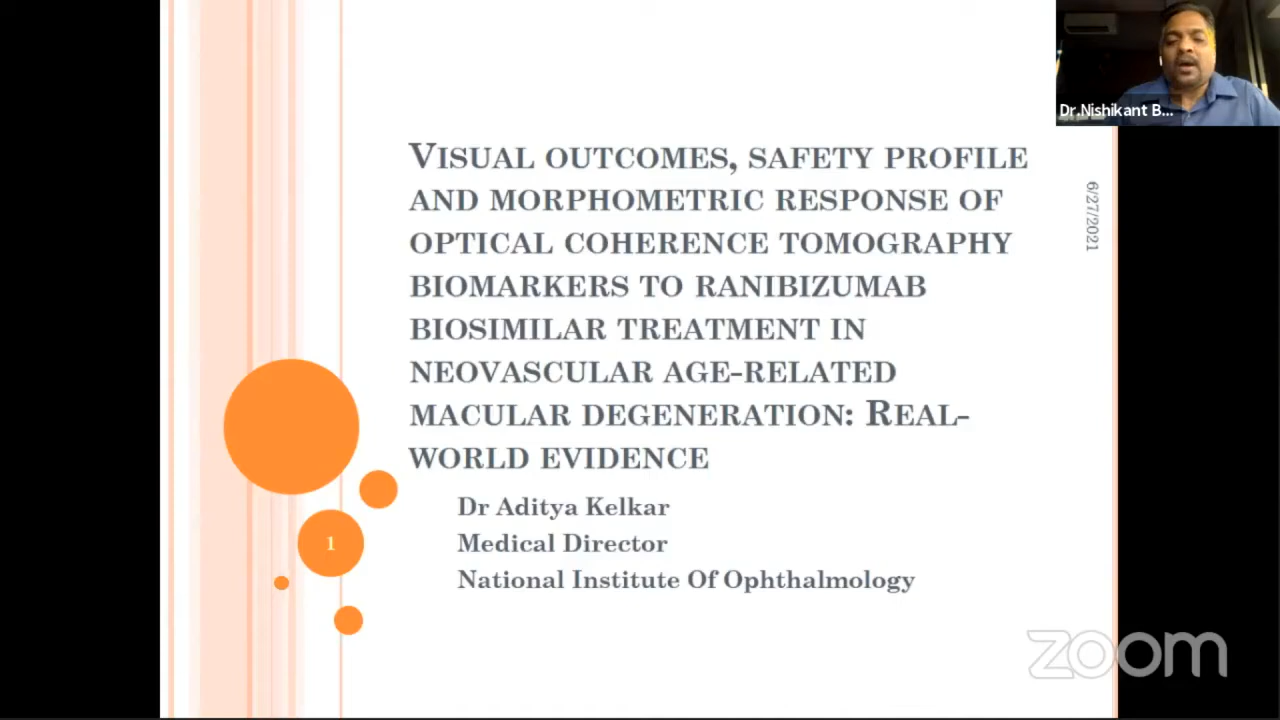 Dr.Nishikant B...
VISUAL OUTCOMES, SAFETY PROFILE
AND MORPHOMETRIC RESPONSE OF
OPTICAL COHERENCE TOMOGRAPHY
BIOMARKERS TO RANIBIZUMAB
BIOSIMILAR TREATMENT IN
NEOVASCULAR AGE-RELATED
MACULAR DEGENERATION: REAL-
WORLD EVIDENCE
Dr Aditya Kelkar
Medical Director
National Institute Of Ophthalmology
6/27/2021
1
zoom